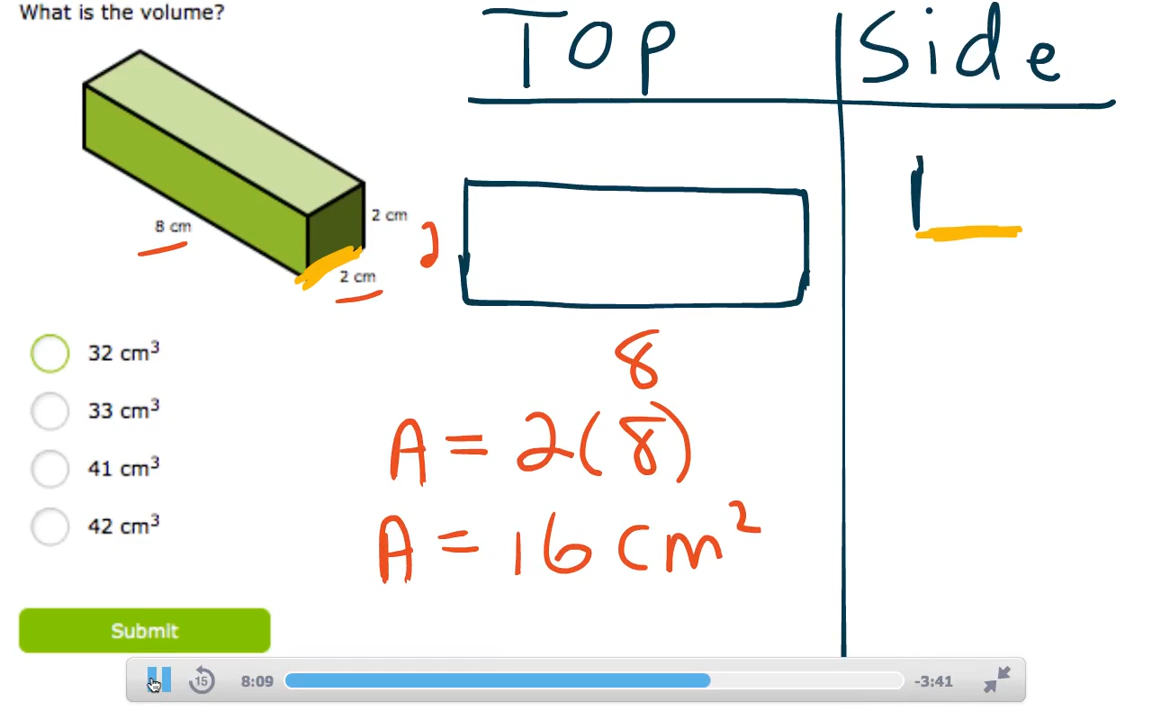 What is the volume?
Top
Side
8 cm
2 cm
2 cm
2
8
A = 2(8)
A = 16 cm²
32 cm³
33 cm³
41 cm³
42 cm³
Submit
15
8:09
-3:41